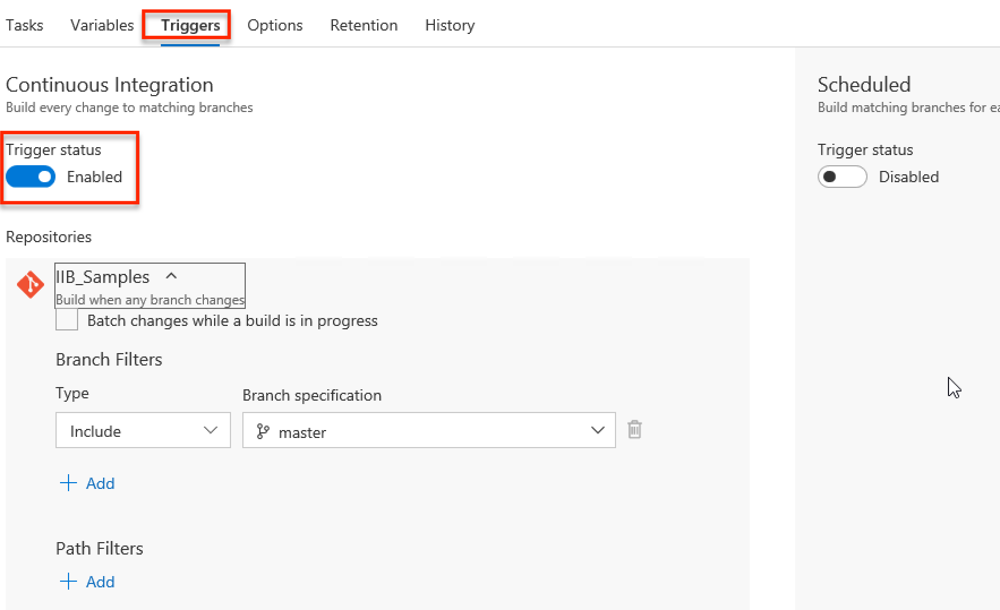 Tasks Variables Triggers Options Retention History
Continuous Integration
Build every change to matching branches
Trigger status
Enabled
Repositories
IIB_Samples
Build when any branch changes
Batch changes while a build is in progress
Branch Filters
Type Branch specification
Include master
Add
Path Filters
Add
Scheduled
Build matching branches for
Trigger status
Disabled